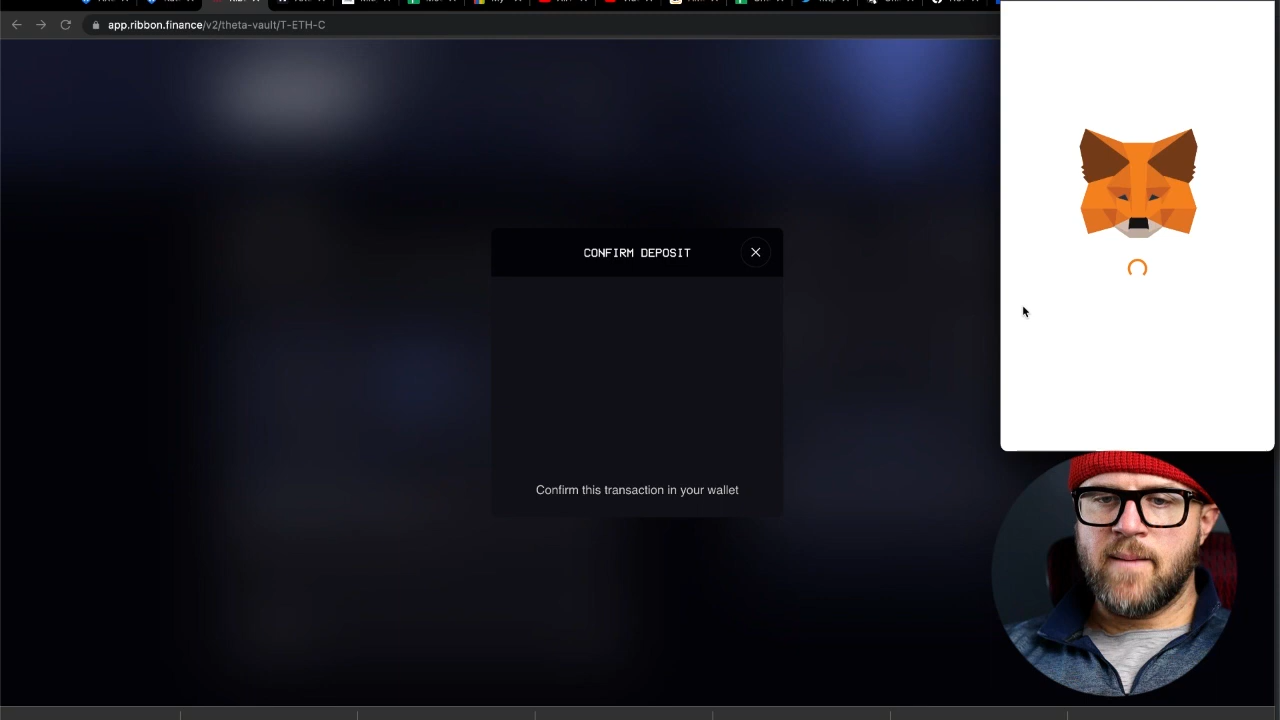 app.ribbon.finance/v2/theta-vault/T-ETH-C
CONFIRM DEPOSIT
Confirm this transaction in your wallet